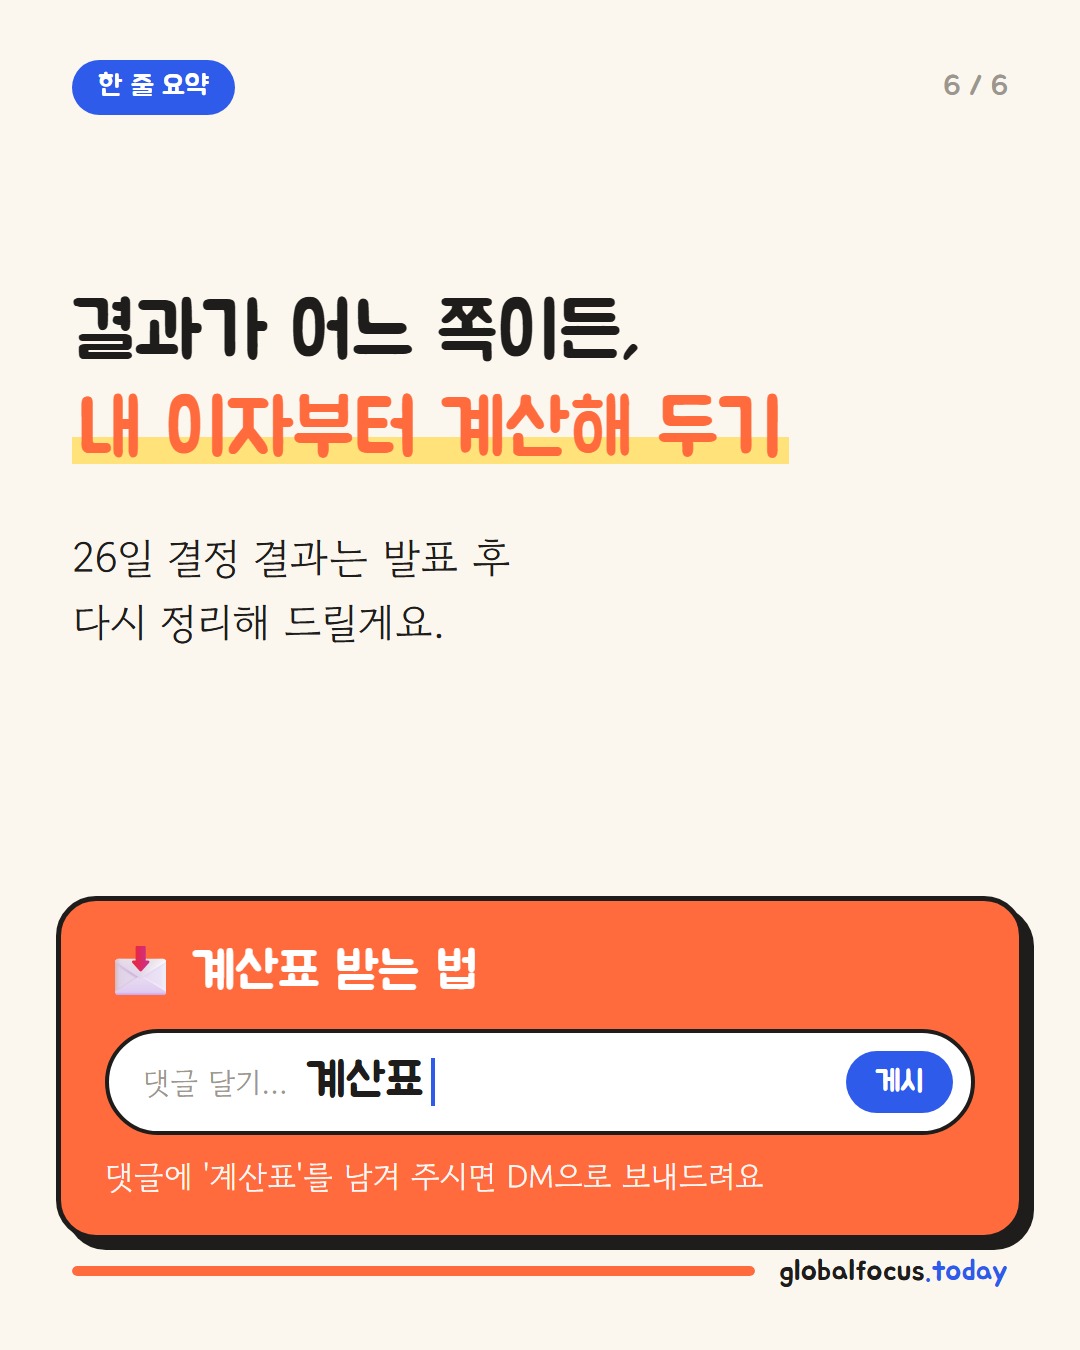 한 줄 요약
6 / 6
결과가 어느 쪽이든,
내 이자부터 계산해 두기
26일 결정 결과는 발표 후
다시 정리해 드릴게요.
계산표 받는 법
댓글 달기... 계산표
게시
댓글에 '계산표'를 남겨 주시면 DM으로 보내드려요
globalfocus.today